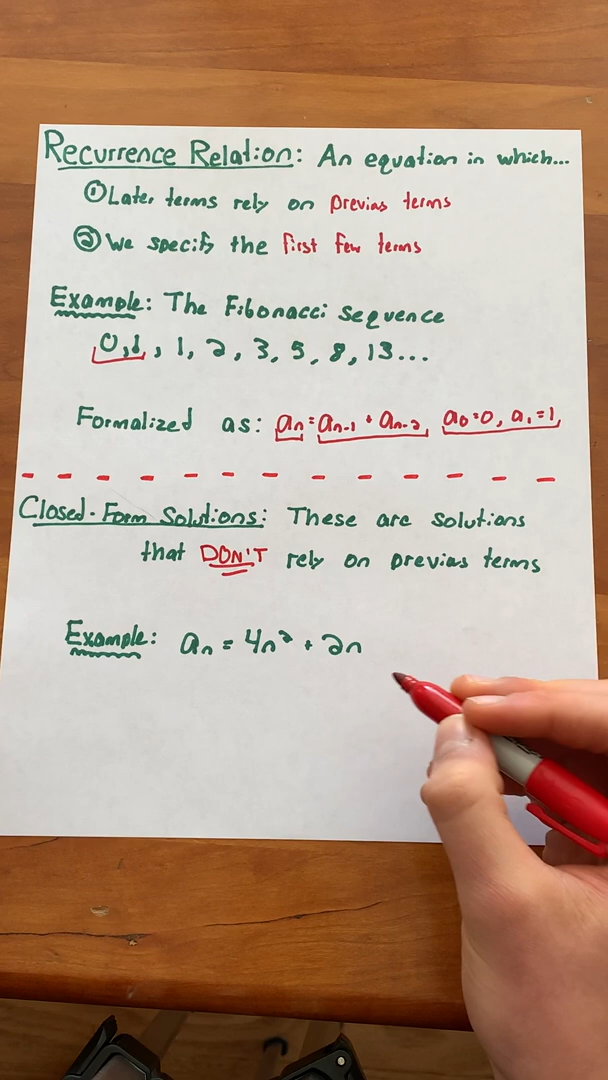 Recurrence Relation: An equation in which...
① Later terms rely on previas terms
② We specify the first few terms
Example: The Fibonacci sequence
0,1, 1, 2, 3, 5, 8, 13...
Formalized as: aₙ=aₙ₋₁ + aₙ₋₂, a₀=0, a₁=1,
Closed-Form Solutions: These are solutions
that DON'T rely on previas terms
Example: aₙ = 4n² + 2n